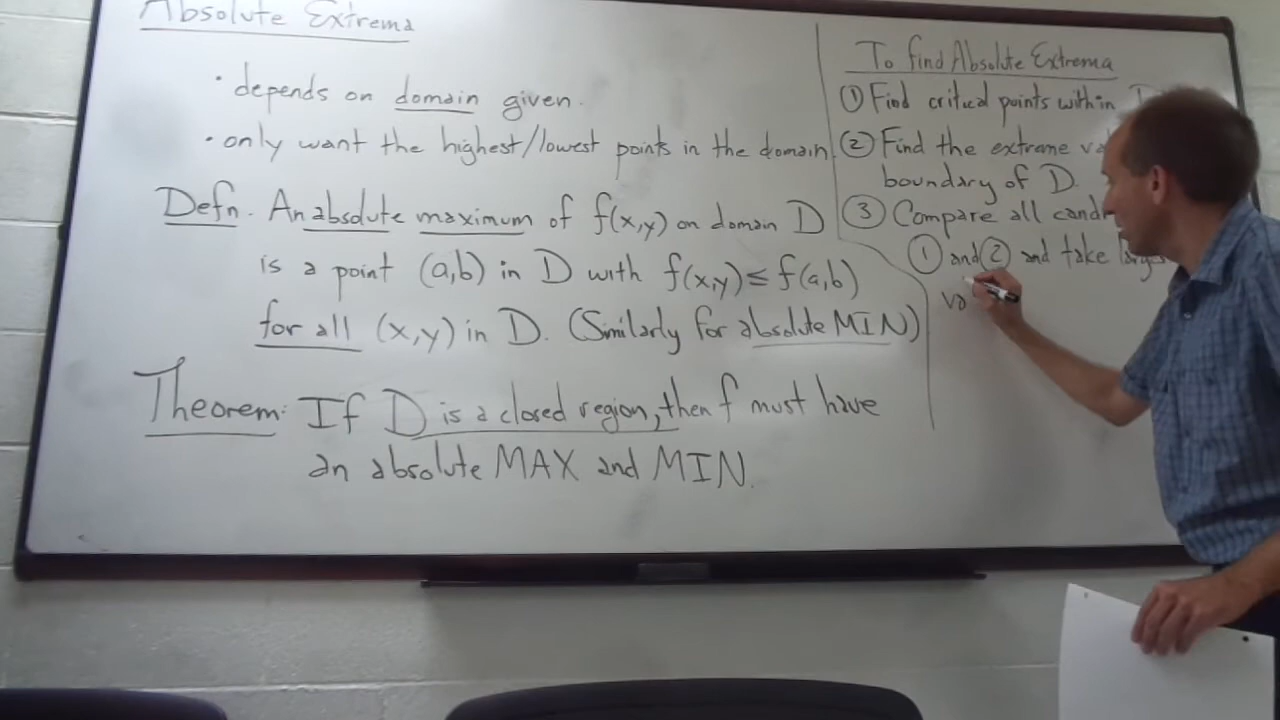 Absolute Extrema
• depends on domain given.
• only want the highest/lowest points in the domain.
Defn. An absolute maximum of f(x,y) on domain D
is a point (a,b) in D with f(x,y) ≤ f(a,b)
for all (x,y) in D. (Similarly for absolute MIN)
Theorem: If D is a closed region, then f must have
an absolute MAX and MIN.
To find Absolute Extrema
① Find critical points within
② Find the extreme
boundary of D.
③ Compare all
① and ② and take